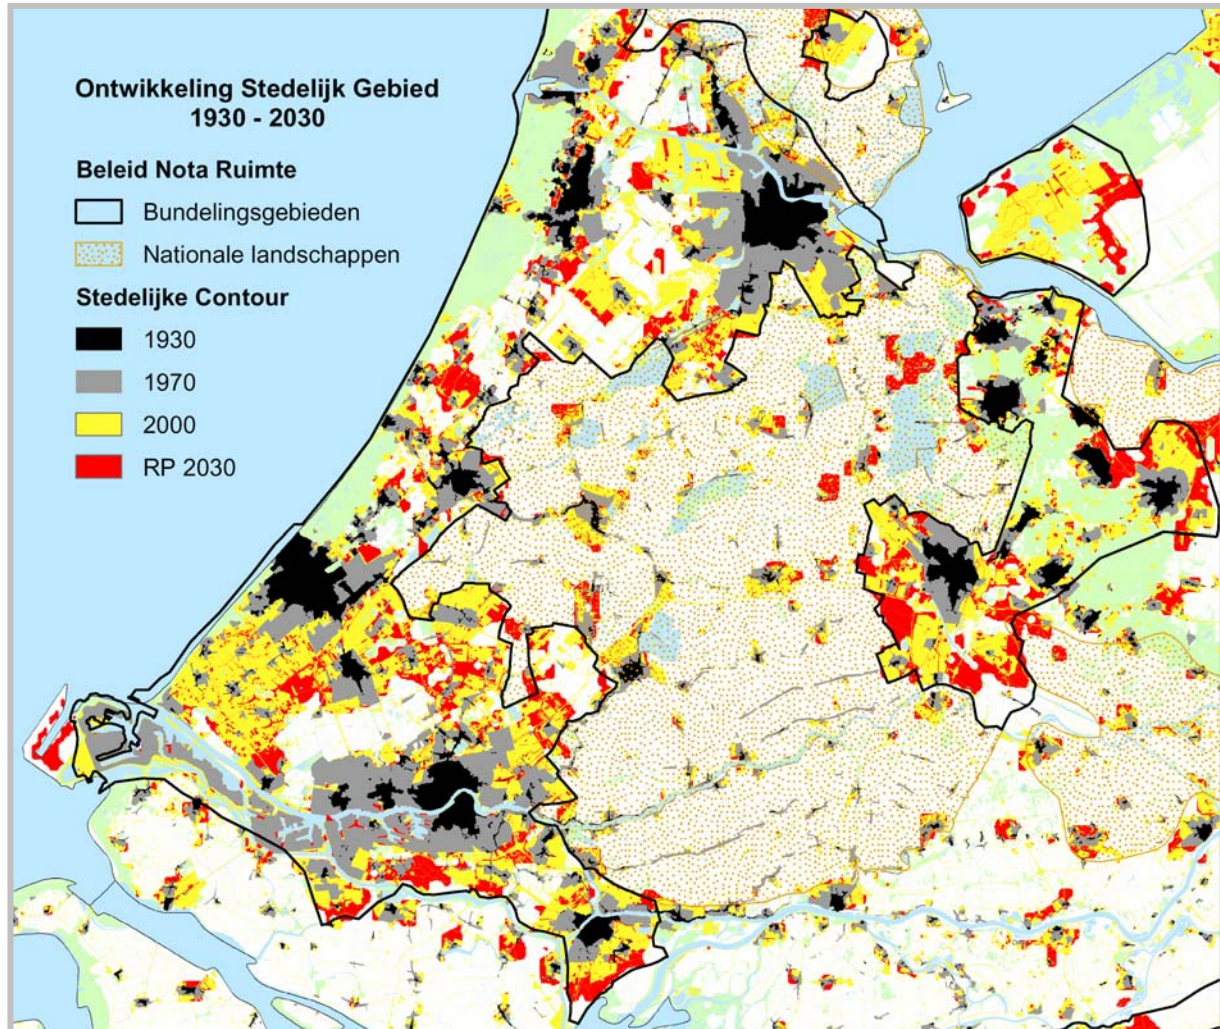 Ontwikkeling Stedelijk Gebied
1930 - 2030
Beleid Nota Ruimte
Bundelingsgebieden
Nationale landschappen
Stedelijke Contour
1930
1970
2000
RP 2030